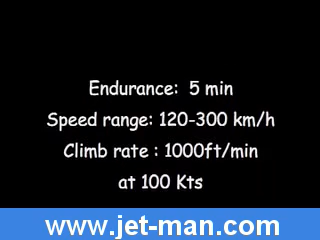 Endurance:  5 min
Speed range: 120-300 km/h
Climb rate : 1000ft/min
at 100 Kts
www.jet-man.com